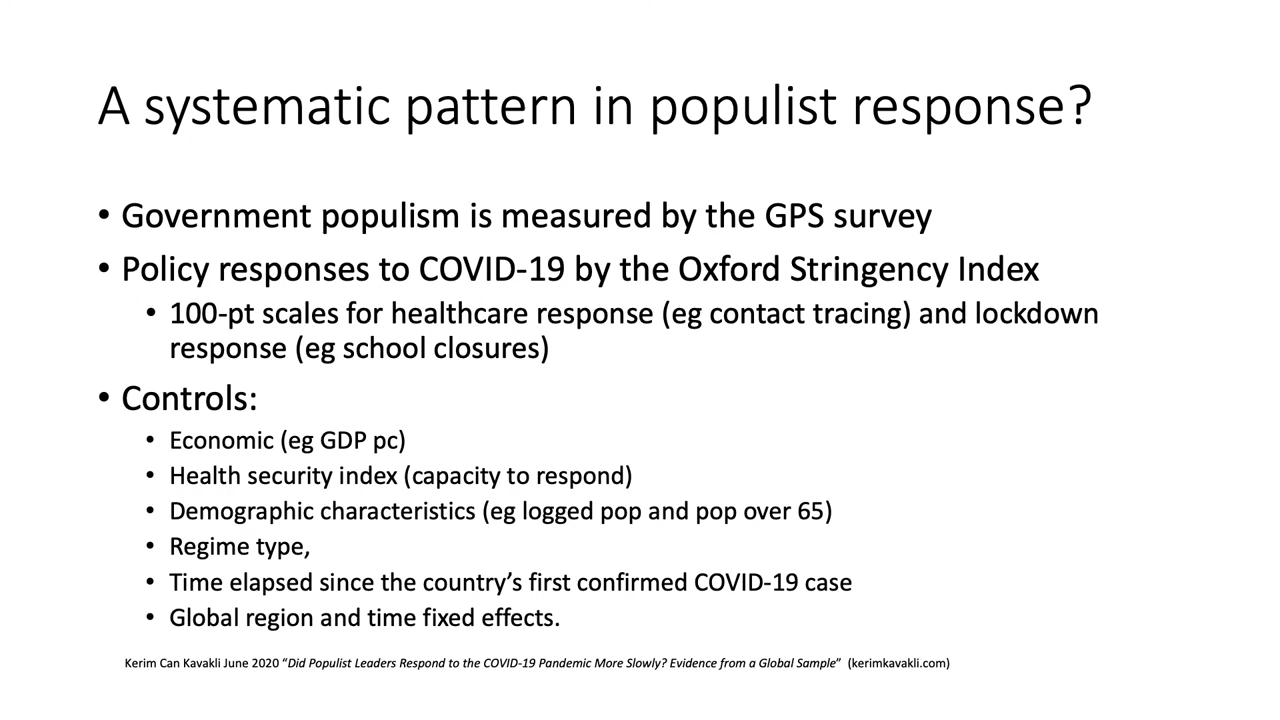 A systematic pattern in populist response?
• Government populism is measured by the GPS survey
• Policy responses to COVID-19 by the Oxford Stringency Index
• 100-pt scales for healthcare response (eg contact tracing) and lockdown
response (eg school closures)
• Controls:
• Economic (eg GDP pc)
• Health security index (capacity to respond)
• Demographic characteristics (eg logged pop and pop over 65)
• Regime type,
• Time elapsed since the country’s first confirmed COVID-19 case
• Global region and time fixed effects.
Kerim Can Kavakli June 2020 “Did Populist Leaders Respond to the COVID-19 Pandemic More Slowly? Evidence from a Global Sample” (kerimkavakli.com)